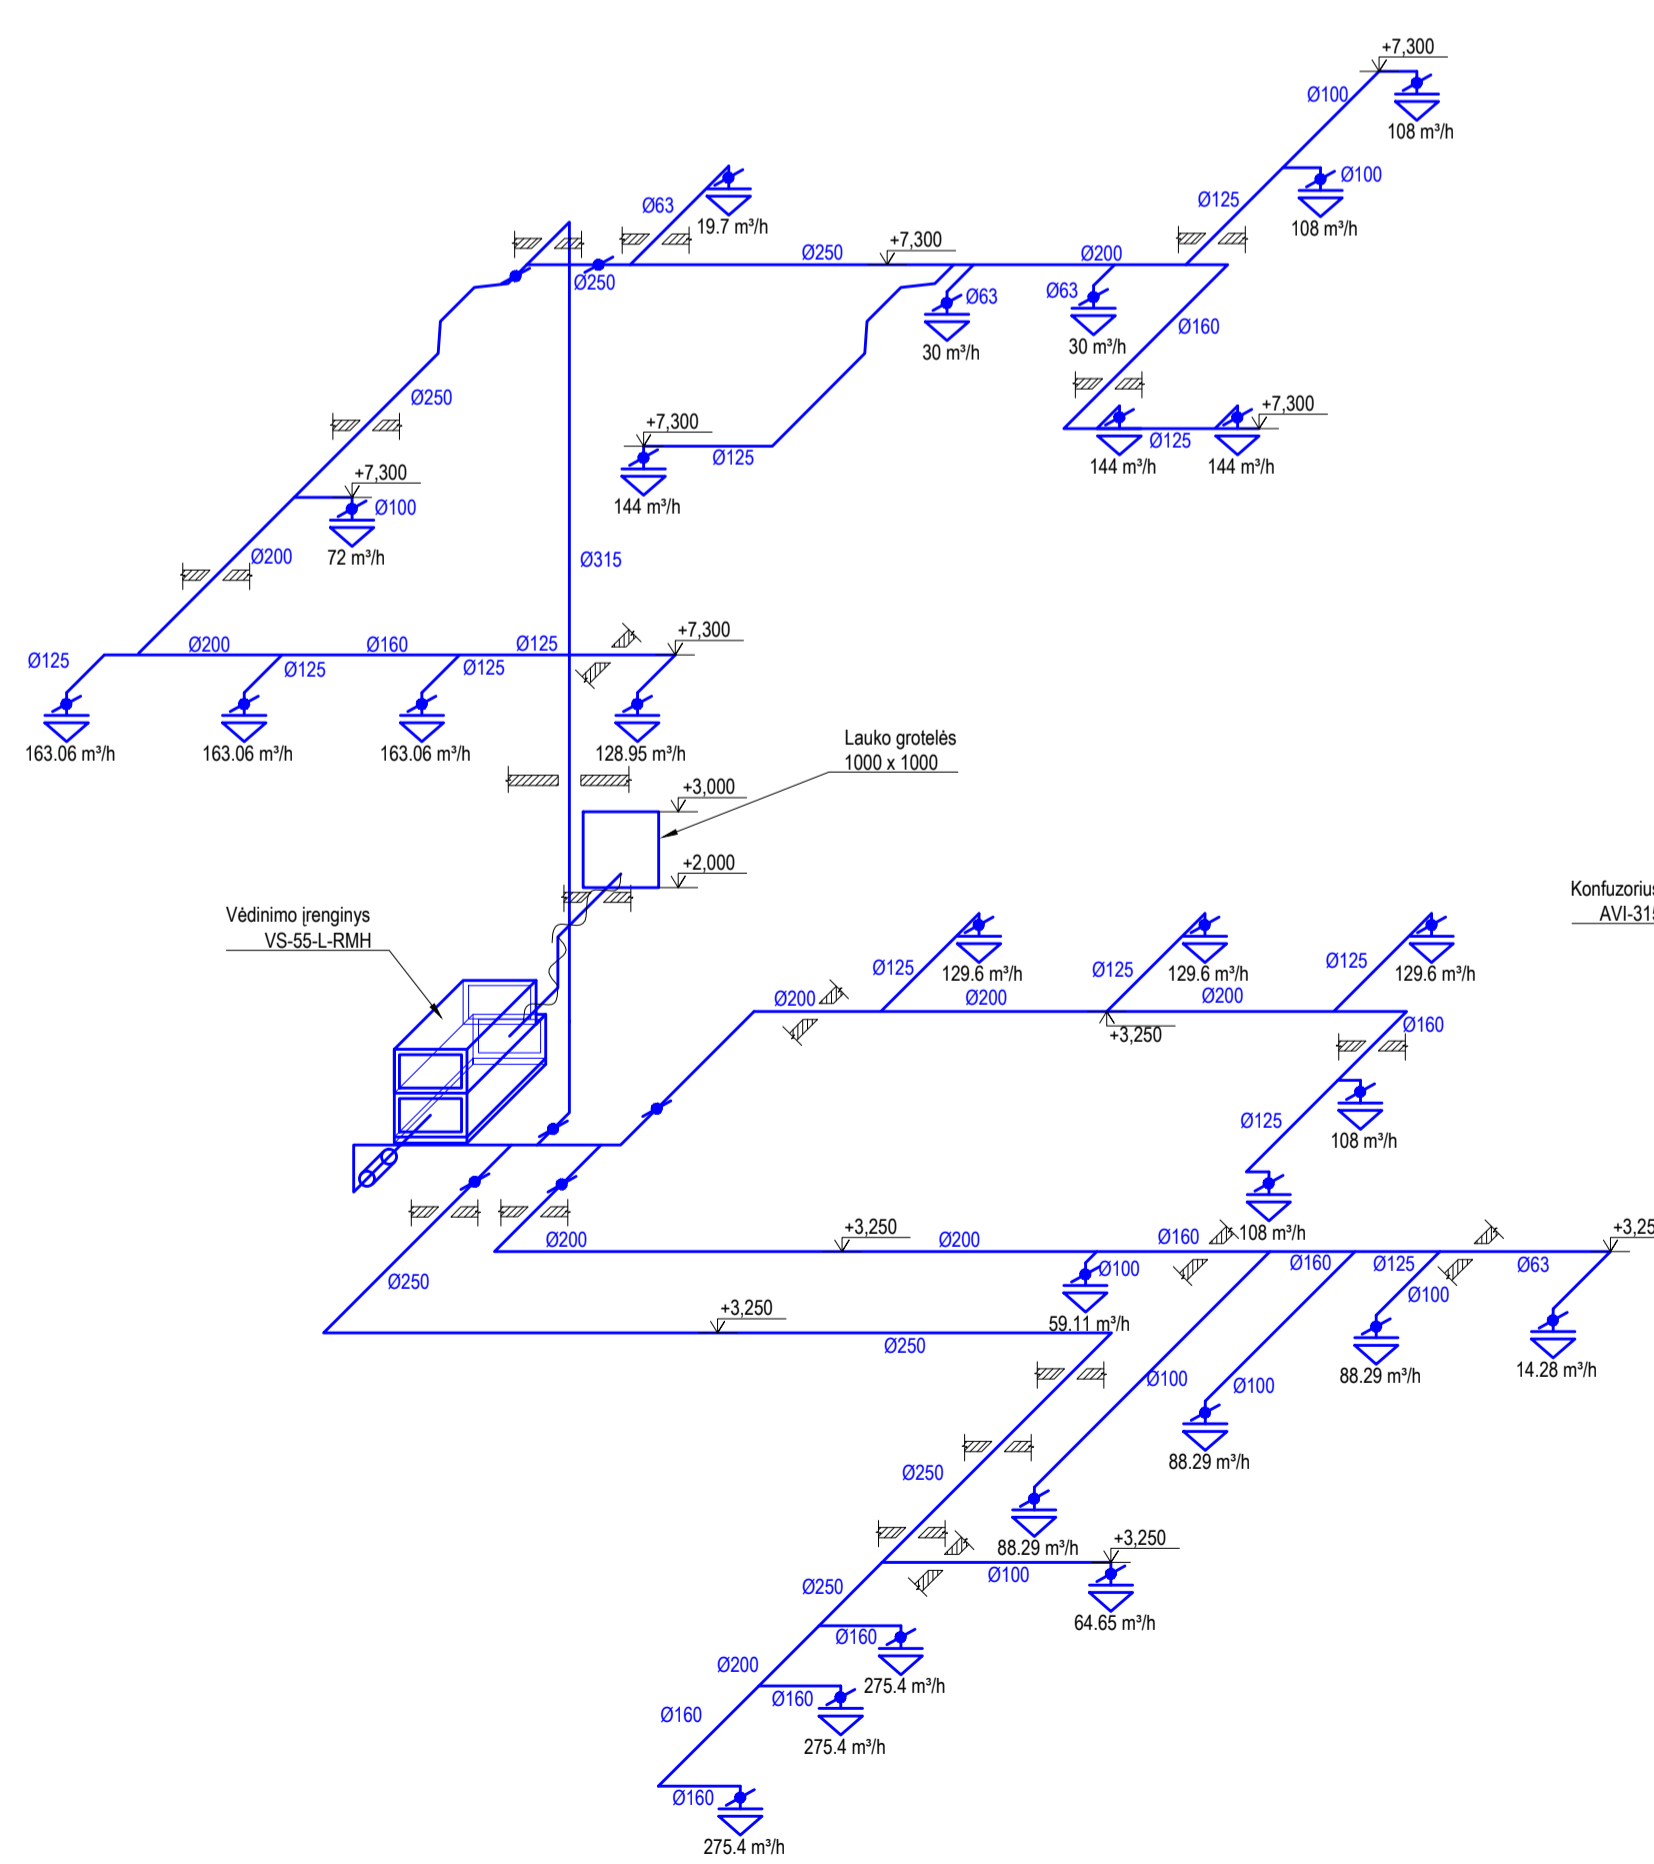 +7,300
Ø100
108 m³/h
Ø100
Ø125
108 m³/h
Ø63
19.7 m³/h
+7,300
Ø250
Ø200
Ø250
Ø63
Ø63
30 m³/h
30 m³/h
Ø160
Ø250
+7,300
+7,300
Ø125
Ø125
144 m³/h
144 m³/h
144 m³/h
+7,300
Ø100
72 m³/h
Ø200
Ø315
+7,300
Ø125
Ø200
Ø160
Ø125
Ø125
Ø125
163.06 m³/h
163.06 m³/h
163.06 m³/h
128.95 m³/h
Lauko grotelės
1000 x 1000
+3,000
+2,000
Vėdinimo įrenginys
VS-55-L-RMH
Konfuzorius
AVI-315
Ø125
129.6 m³/h
Ø125
129.6 m³/h
Ø125
129.6 m³/h
Ø200
Ø200
Ø200
+3,250
Ø160
Ø125
108 m³/h
108 m³/h
+3,250
Ø200
Ø200
Ø160
Ø160
Ø125
Ø63
+3,25
Ø100
59.11 m³/h
Ø100
Ø250
+3,250
Ø250
Ø100
Ø100
88.29 m³/h
14.28 m³/h
88.29 m³/h
Ø250
88.29 m³/h
+3,250
Ø100
64.65 m³/h
Ø250
Ø160
275.4 m³/h
Ø200
Ø160
275.4 m³/h
Ø160
Ø160
275.4 m³/h